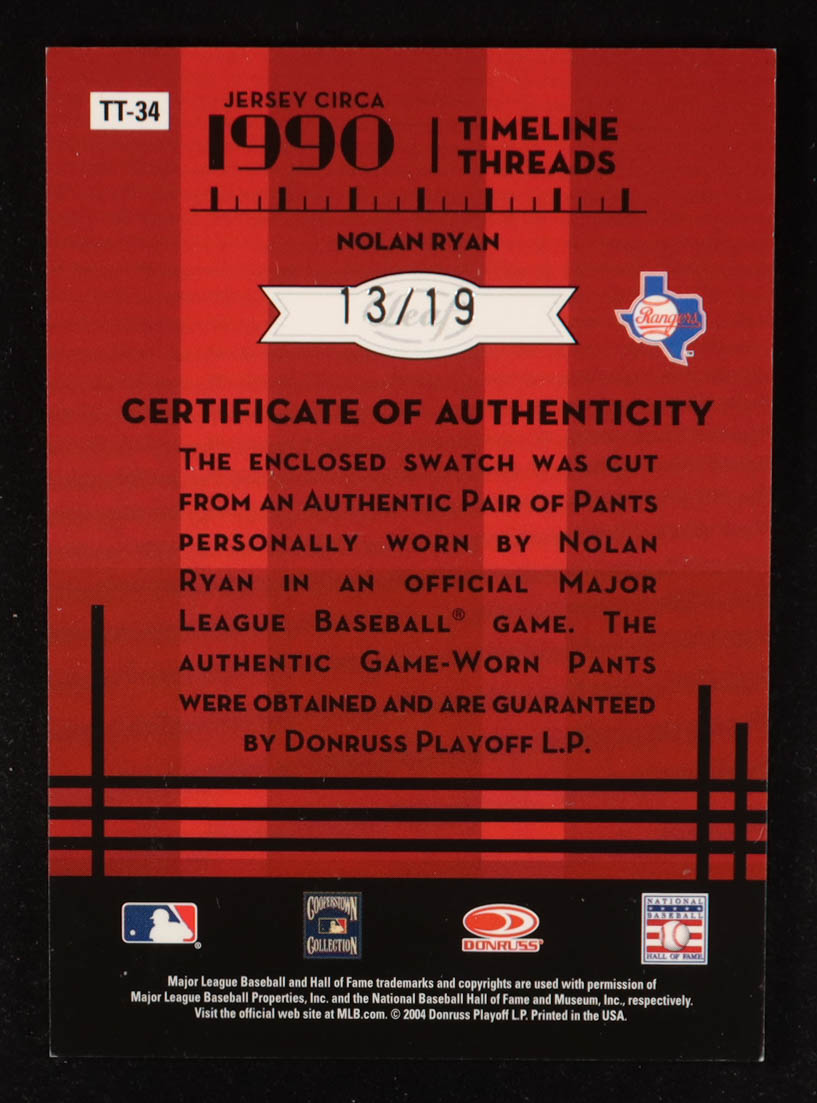 TT-34
JERSEY CIRCA
1990
TIMELINE
THREADS
NOLAN RYAN
Leaf
13/19
Rangers
CERTIFICATE OF AUTHENTICITY
THE ENCLOSED SWATCH WAS CUT
FROM AN AUTHENTIC PAIR OF PANTS
PERSONALLY WORN BY NOLAN
RYAN IN AN OFFICIAL MAJOR
LEAGUE BASEBALL® GAME. THE
AUTHENTIC GAME-WORN PANTS
WERE OBTAINED AND ARE GUARANTEED
BY DONRUSS PLAYOFF L.P.
COOPERSTOWN
COLLECTION
DONRUSS
NATIONAL
BASEBALL
HALL OF FAME
Major League Baseball and Hall of Fame trademarks and copyrights are used with permission of
Major League Baseball Properties, Inc. and the National Baseball Hall of Fame and Museum, Inc., respectively.
Visit the official web site at MLB.com. © 2004 Donruss Playoff L.P. Printed in the USA.